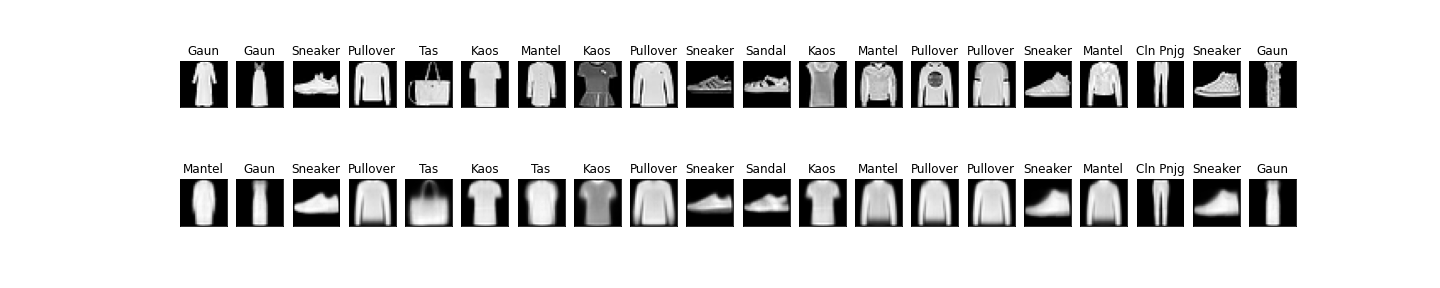 Gaun Gaun Sneaker Pullover Tas Kaos Mantel Kaos Pullover Sneaker Sandal Kaos Mantel Pullover Pullover Sneaker Mantel Cln Pnjg Sneaker Gaun
Mantel Gaun Sneaker Pullover Tas Kaos Tas Kaos Pullover Sneaker Sandal Kaos Mantel Pullover Pullover Sneaker Mantel Cln Pnjg Sneaker Gaun